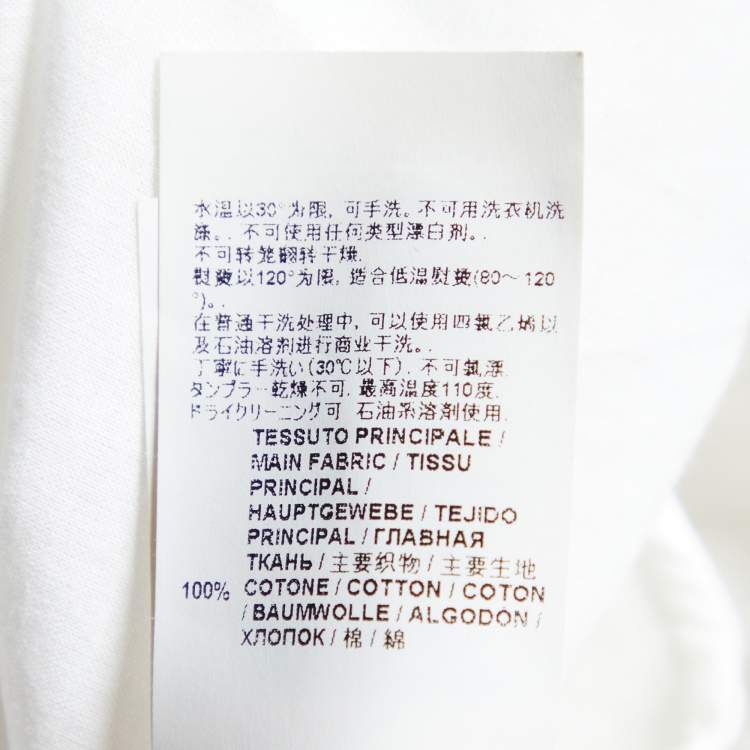 水温以30°为限, 可手洗。不可用洗衣机洗
涤。. 不可使用任何类型漂白剂。.
不可转笼翻转干燥.
熨烫以120°为限, 适合低温熨烫(80～120
°)。.
在普通干洗处理中, 可以使用四氯乙烯以
及石油溶剂进行商业干洗。.
丁寧に手洗い(30℃以下). 不可氯漂.
タンブラー乾燥不可. 最高温度110度.
ドライクリーニング可 石油系溶剤使用.
TESSUTO PRINCIPALE /
MAIN FABRIC / TISSU
PRINCIPAL /
HAUPTGEWEBE / TEJIDO
PRINCIPAL / ГЛАВНАЯ
ТКАНЬ / 主要织物 / 主要生地
100% COTONE / COTTON / COTON
/ BAUMWOLLE / ALGODÓN /
ХЛОПОК / 棉 / 綿